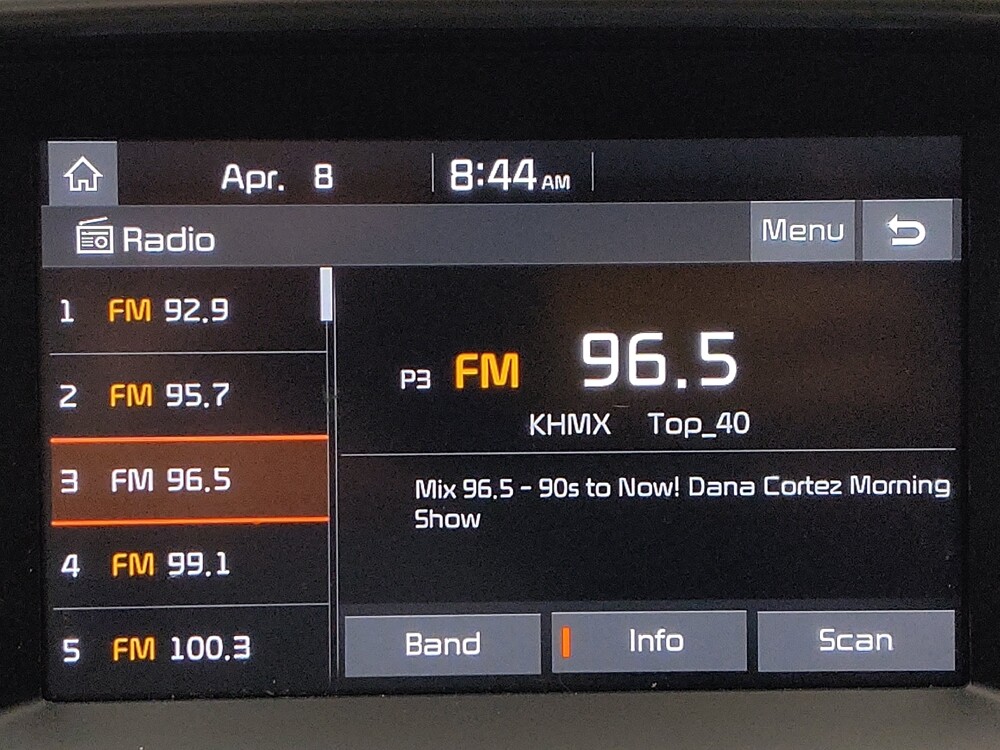 Apr. 8 8:44 AM
Radio Menu
1 FM 92.9
2 FM 95.7
3 FM 96.5
4 FM 99.1
5 FM 100.3
P3 FM 96.5
KHMX Top_40
Mix 96.5 - 90s to Now! Dana Cortez Morning
Show
Band Info Scan